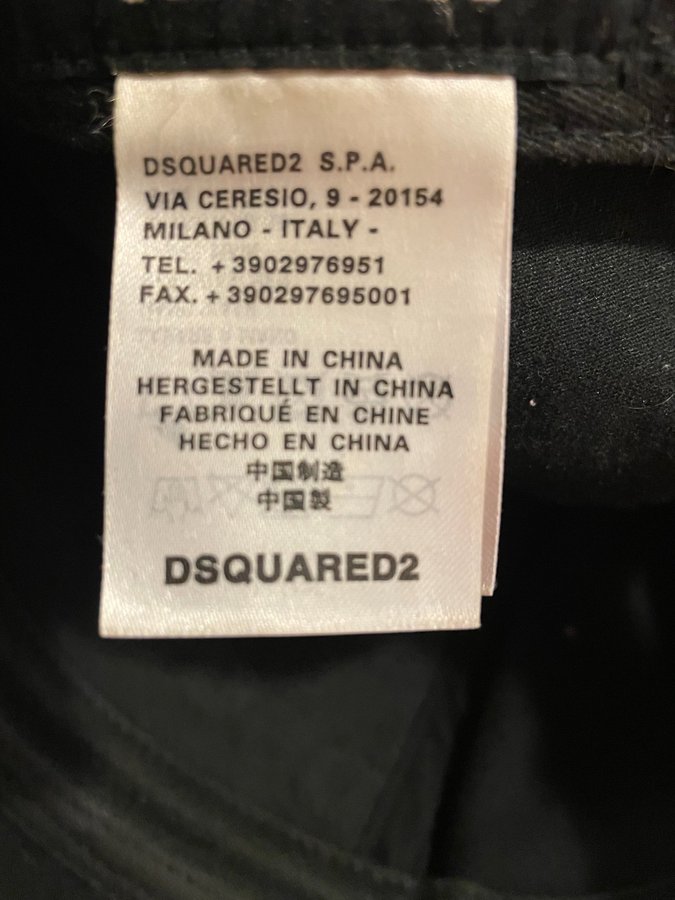 DSQUARED2 S.P.A.
VIA CERESIO, 9 - 20154
MILANO - ITALY -
TEL. +3902976951
FAX. +390297695001
MADE IN CHINA
HERGESTELLT IN CHINA
FABRIQUÉ EN CHINE
HECHO EN CHINA
中国制造
中国製
DSQUARED2